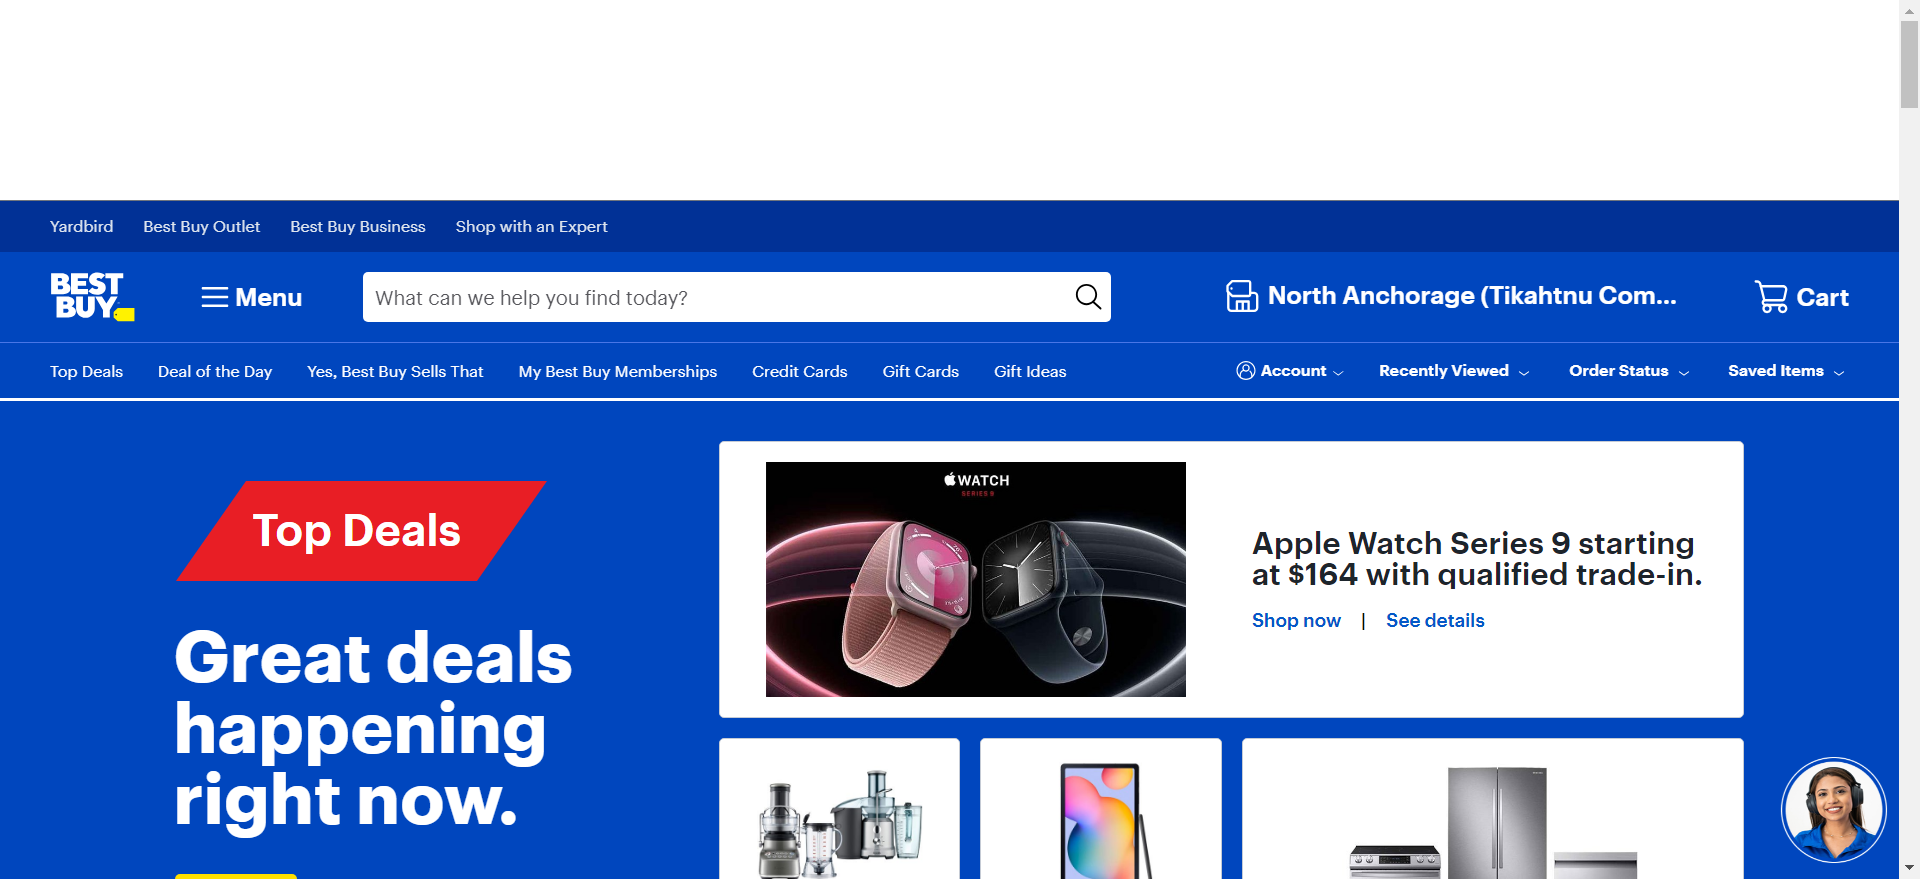 Yardbird Best Buy Outlet Best Buy Business Shop with an Expert
BEST
BUY
Menu
What can we help you find today?
North Anchorage (Tikahtnu Com...
Cart
Top Deals Deal of the Day Yes, Best Buy Sells That My Best Buy Memberships Credit Cards Gift Cards Gift Ideas Account Recently Viewed Order Status Saved Items
Top Deals
Great deals
happening
right now.
WATCH
SERIES 9
Apple Watch Series 9 starting
at $164 with qualified trade-in.
Shop now | See details